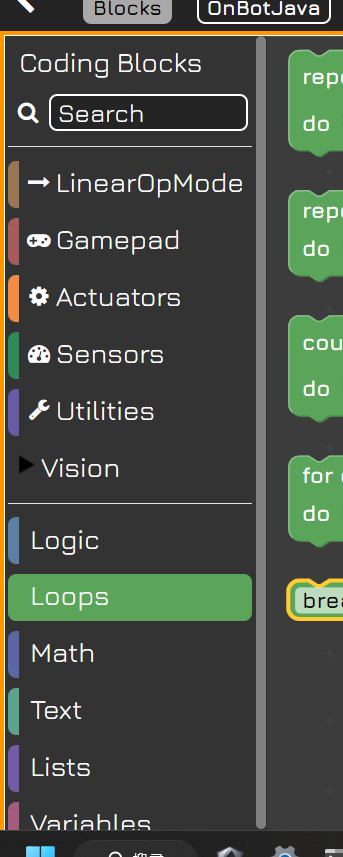 Blocks
OnBotJava
Coding Blocks
Search
LinearOpMode
Gamepad
Actuators
Sensors
Utilities
Vision
Logic
Loops
Math
Text
Lists
Variables
do
do
do
for
do